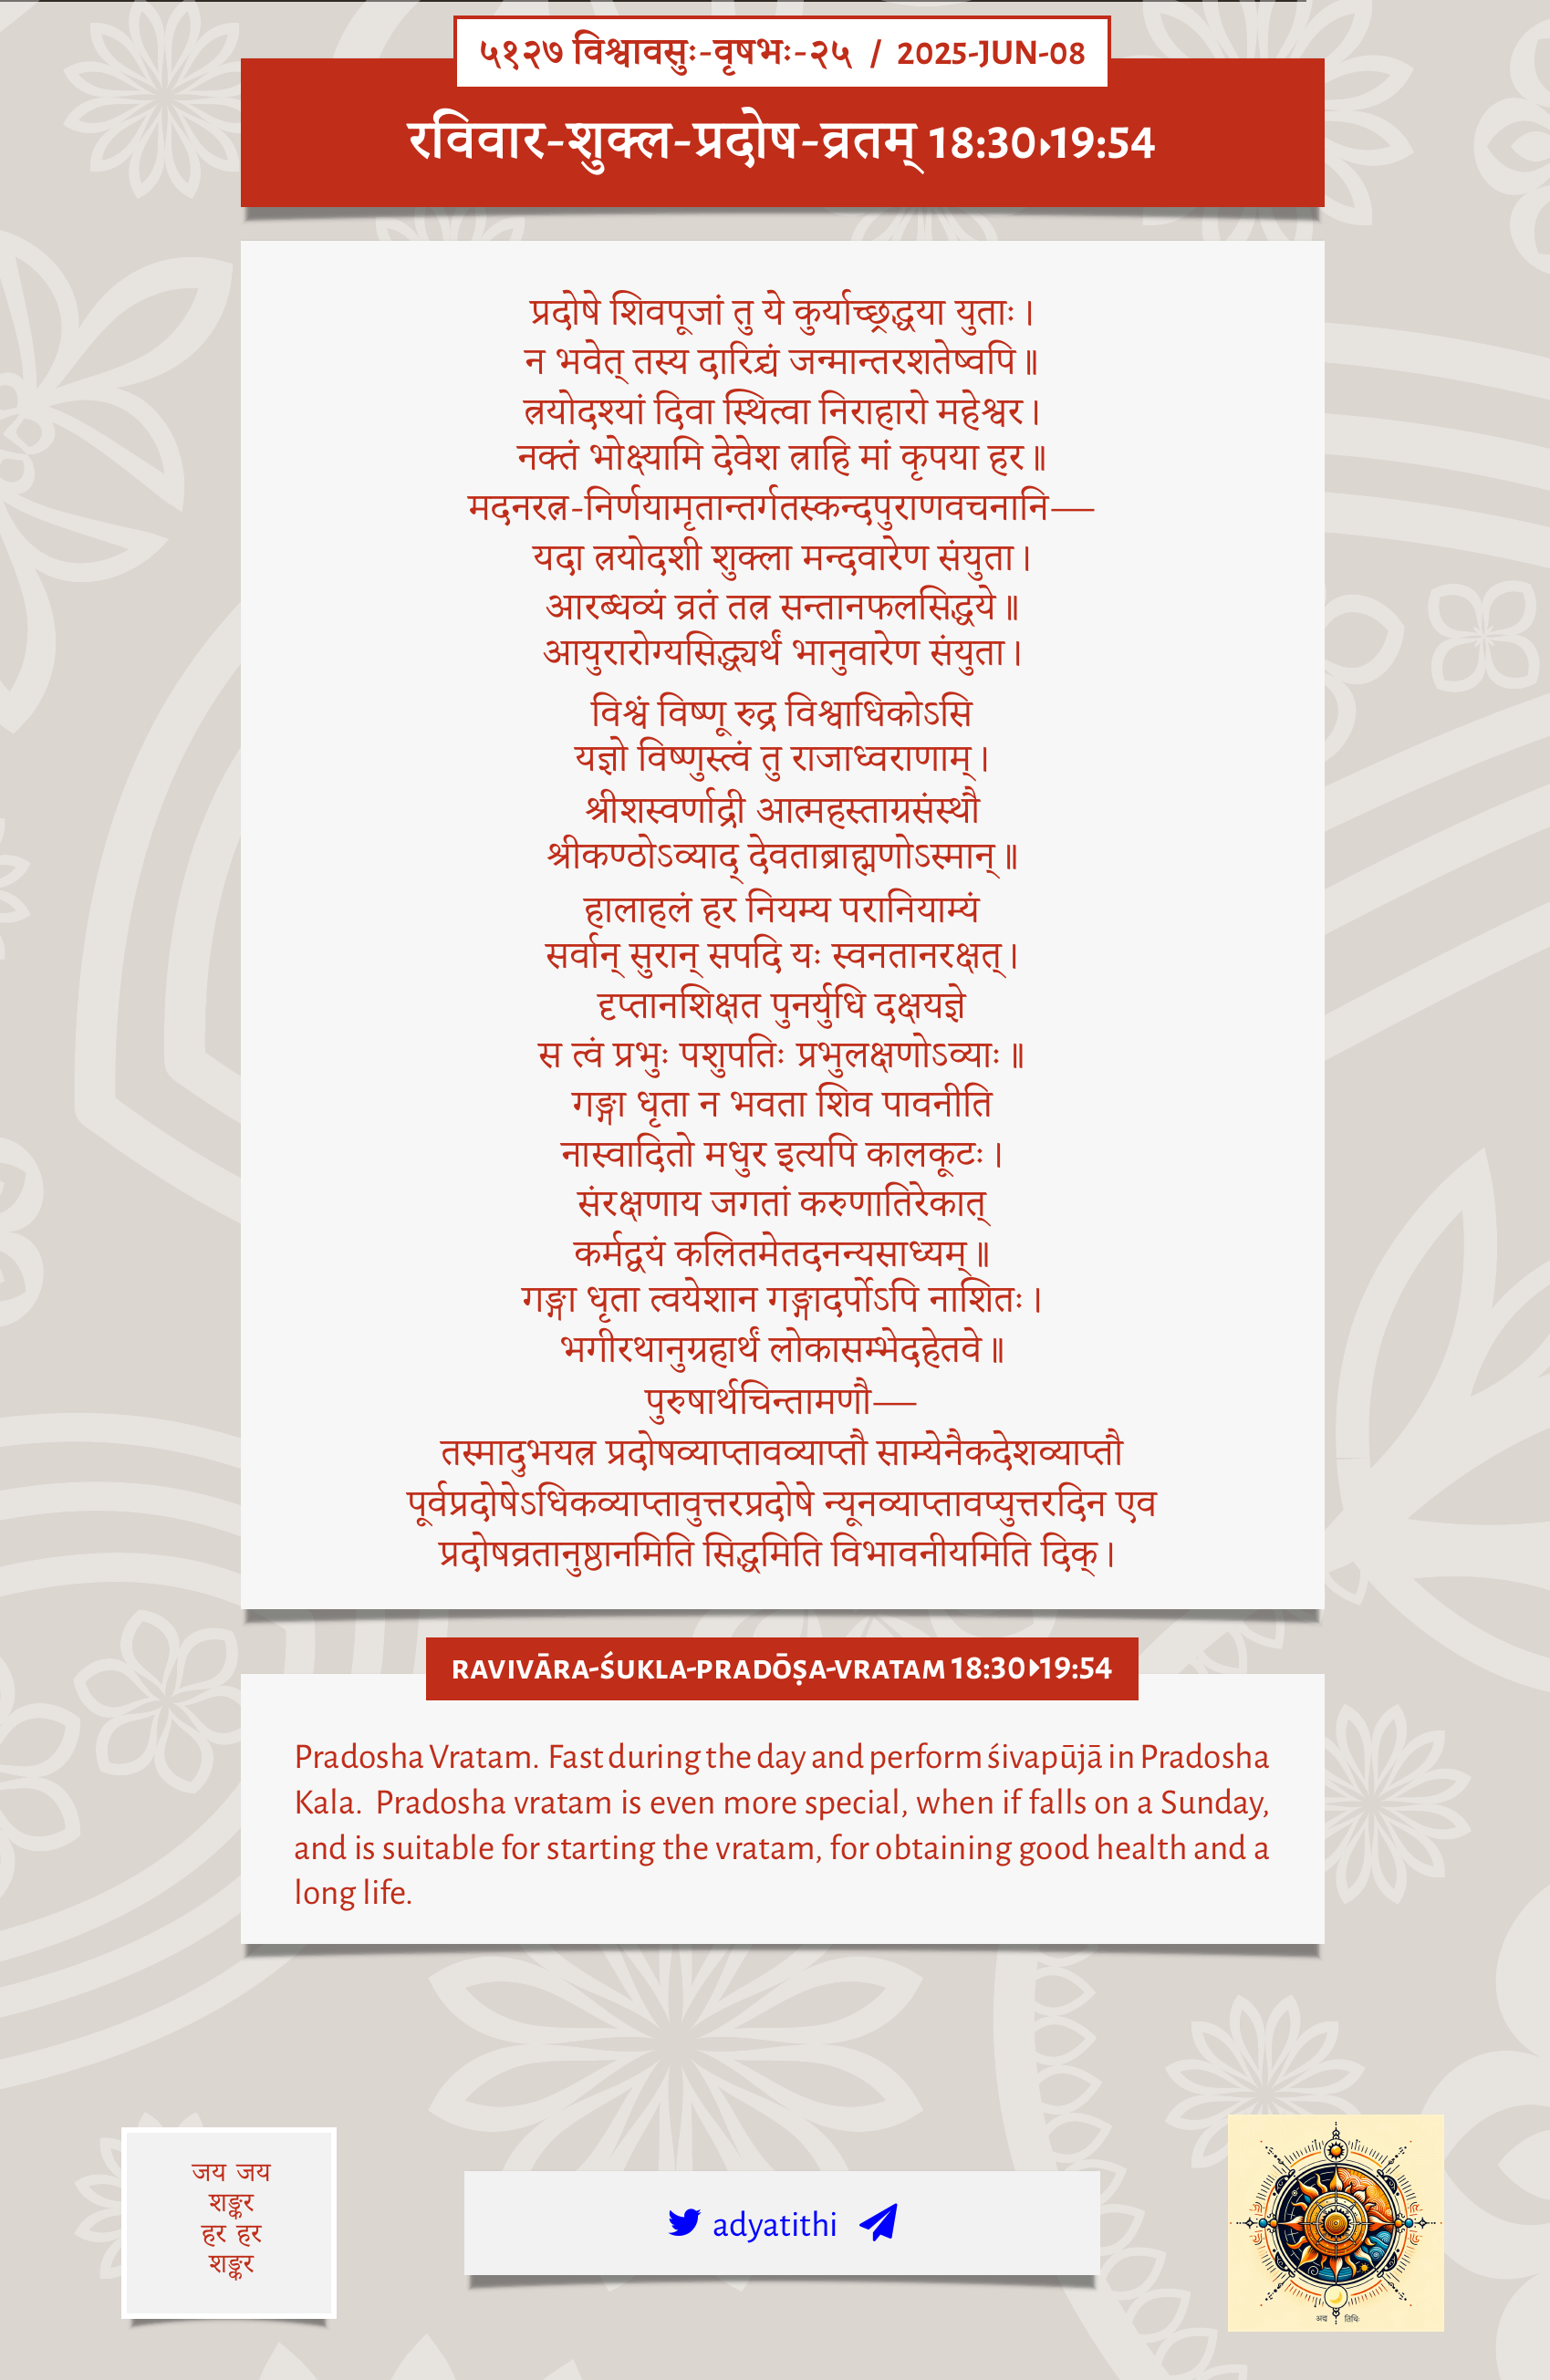 ५१२७ विश्वावसुः-वृषभः-२५ / 2025-JUN-08
रविवार-शुक्ल-प्रदोष-व्रतम् 18:30▸19:54
प्रदोषे शिवपूजां तु ये कुर्याच्छ्रद्धया युताः।
न भवेत् तस्य दारिद्र्यं जन्मान्तरशतेष्वपि॥
त्रयोदश्यां दिवा स्थित्वा निराहारो महेश्वर।
नक्तं भोक्ष्यामि देवेश त्राहि मां कृपया हर॥
मदनरत्न-निर्णयामृतान्तर्गतस्कन्दपुराणवचनानि—
यदा त्रयोदशी शुक्ला मन्दवारेण संयुता।
आरब्धव्यं व्रतं तत्र सन्तानफलसिद्धये॥
आयुरारोग्यसिद्ध्यर्थं भानुवारेण संयुता।
विश्वं विष्णू रुद्र विश्वाधिकोऽसि
यज्ञो विष्णुस्त्वं तु राजाध्वराणाम्।
श्रीशस्वर्णाद्री आत्महस्ताग्रसंस्थौ
श्रीकण्ठोऽव्याद् देवताब्राह्मणोऽस्मान्॥
हालाहलं हर नियम्य परानियाम्यं
सर्वान् सुरान् सपदि यः स्वनतानरक्षत्।
दृप्तानशिक्षत पुनर्युधि दक्षयज्ञे
स त्वं प्रभुः पशुपतिः प्रभुलक्षणोऽव्याः॥
गङ्गा धृता न भवता शिव पावनीति
नास्वादितो मधुर इत्यपि कालकूटः।
संरक्षणाय जगतां करुणातिरेकात्
कर्मद्वयं कलितमेतदनन्यसाध्यम्॥
गङ्गा धृता त्वयेशान गङ्गादर्पोऽपि नाशितः।
भगीरथानुग्रहार्थं लोकासम्भेदहेतवे॥
पुरुषार्थचिन्तामणौ—
तस्मादुभयत्र प्रदोषव्याप्तावव्याप्तौ साम्येनैकदेशव्याप्तौ
पूर्वप्रदोषेऽधिकव्याप्तावुत्तरप्रदोषे न्यूनव्याप्तावप्युत्तरदिन एव
प्रदोषव्रतानुष्ठानमिति सिद्धमिति विभावनीयमिति दिक्।
RAVIVĀRA-ŚUKLA-PRADŌṢA-VRATAM 18:30▸19:54
Pradosha Vratam. Fast during the day and perform śivapūjā in Pradosha
Kala. Pradosha vratam is even more special, when if falls on a Sunday,
and is suitable for starting the vratam, for obtaining good health and a
long life.
जय जय
शङ्कर
हर हर
शङ्कर
adyatithi
अद्य तिथिः